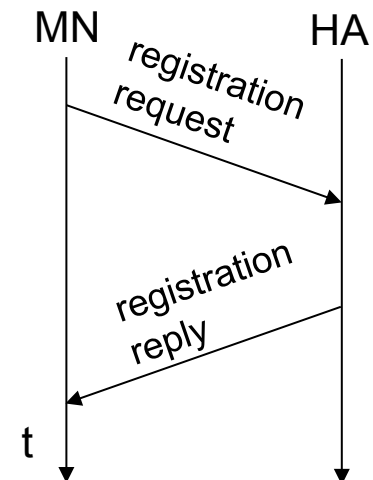 MN
HA
registration
request
registration
reply
t